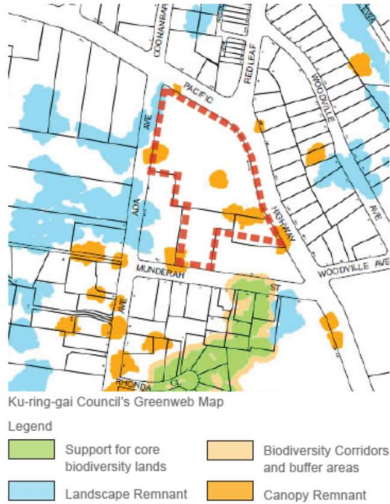 COONANBAR
REDLEAF
PACIFIC
WOODVILLE
AVE
ADA
HIGHWAY
WOODVILLE AVE
MUNDERAH
ST
AVE
RHONDA CL
Ku-ring-gai Council's Greenweb Map
Legend
Support for core
biodiversity lands
Biodiversity Corridors
and buffer areas
Landscape Remnant
Canopy Remnant